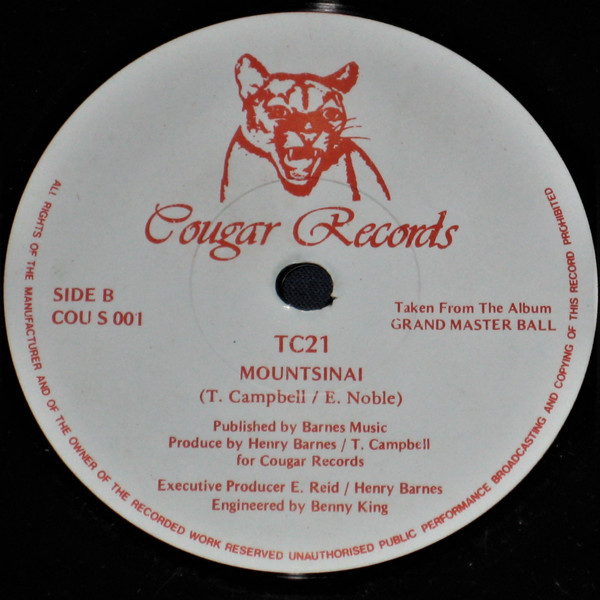 Cougar Records
SIDE B
COU S 001
Taken From The Album
GRAND MASTER BALL
TC21
MOUNTSINAI
(T. Campbell / E. Noble)
Published by Barnes Music
Produce by Henry Barnes / T. Campbell
for Cougar Records
Executive Producer E. Reid / Henry Barnes
Engineered by Benny King
ALL RIGHTS OF THE MANUFACTURER AND OF THE OWNER OF THE RECORDED WORK RESERVED UNAUTHORISED PUBLIC PERFORMANCE BROADCASTING AND COPYING OF THIS RECORD PROHIBITED